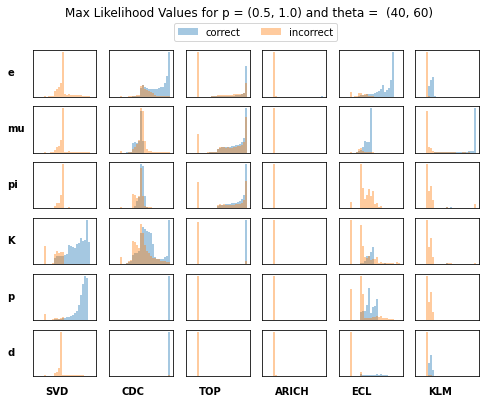 Max Likelihood Values for p = (0.5, 1.0) and theta =  (40, 60)
correct incorrect
e
mu
pi
K
p
d
SVD CDC TOP ARICH ECL KLM